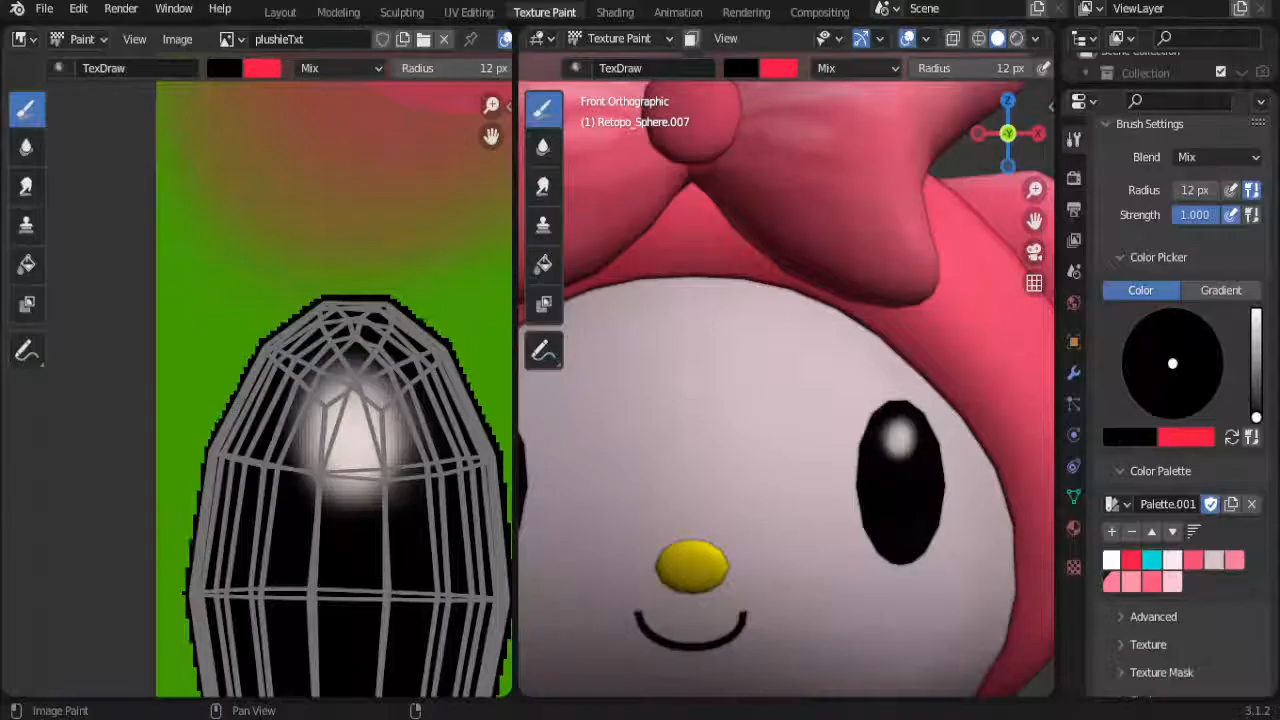 File Edit Render Window Help Layout Modeling Sculpting UV Editing Texture Paint Shading Animation Rendering Compositing Scene ViewLayer
Paint View Image plushieTxt Texture Paint View
Collection
TexDraw Mix Radius 12 px TexDraw Mix Radius 12 px
Front Orthographic
(1) Retopo_Sphere.007
Z
X
-Y
Brush Settings
Blend Mix
Radius 12 px
Strength 1.000
Color Picker
Color Gradient
Color Palette
Palette.001
Advanced
Texture
Texture Mask
Image Paint Pan View 3.1.2